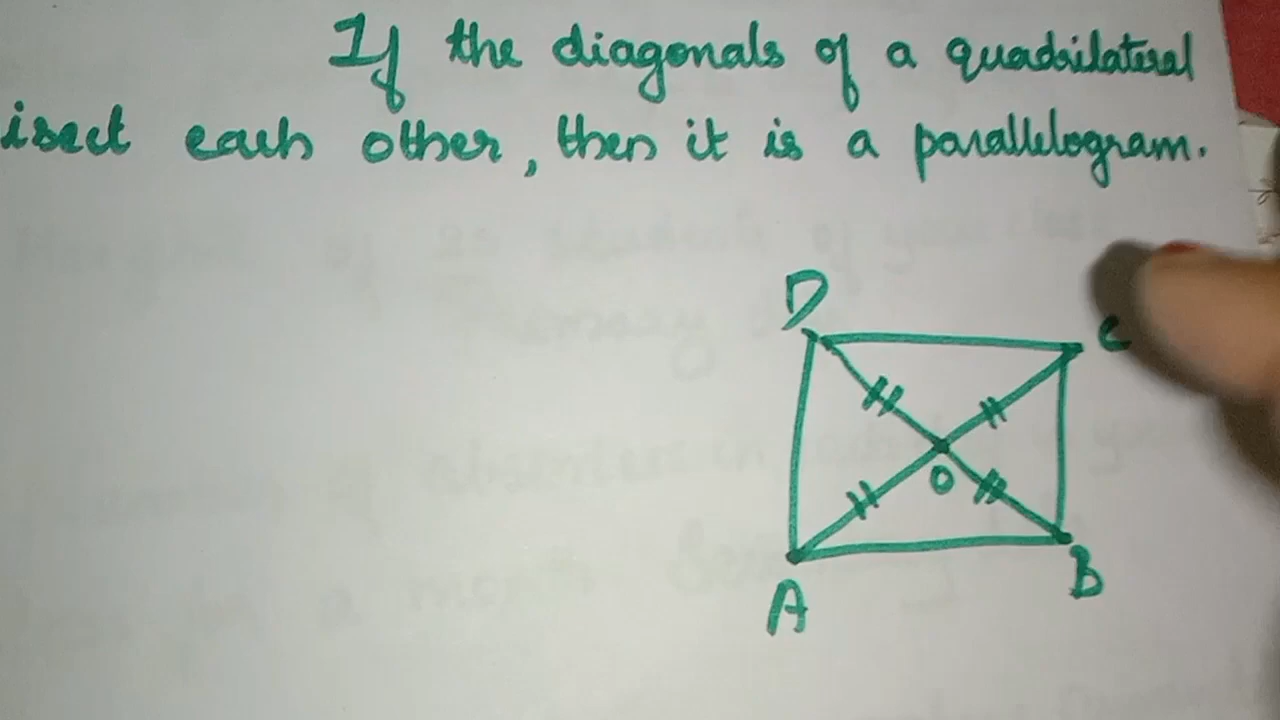 If the diagonals of a quadrilateral
isect each other, then it is a parallelogram.
D
C
O
A
B